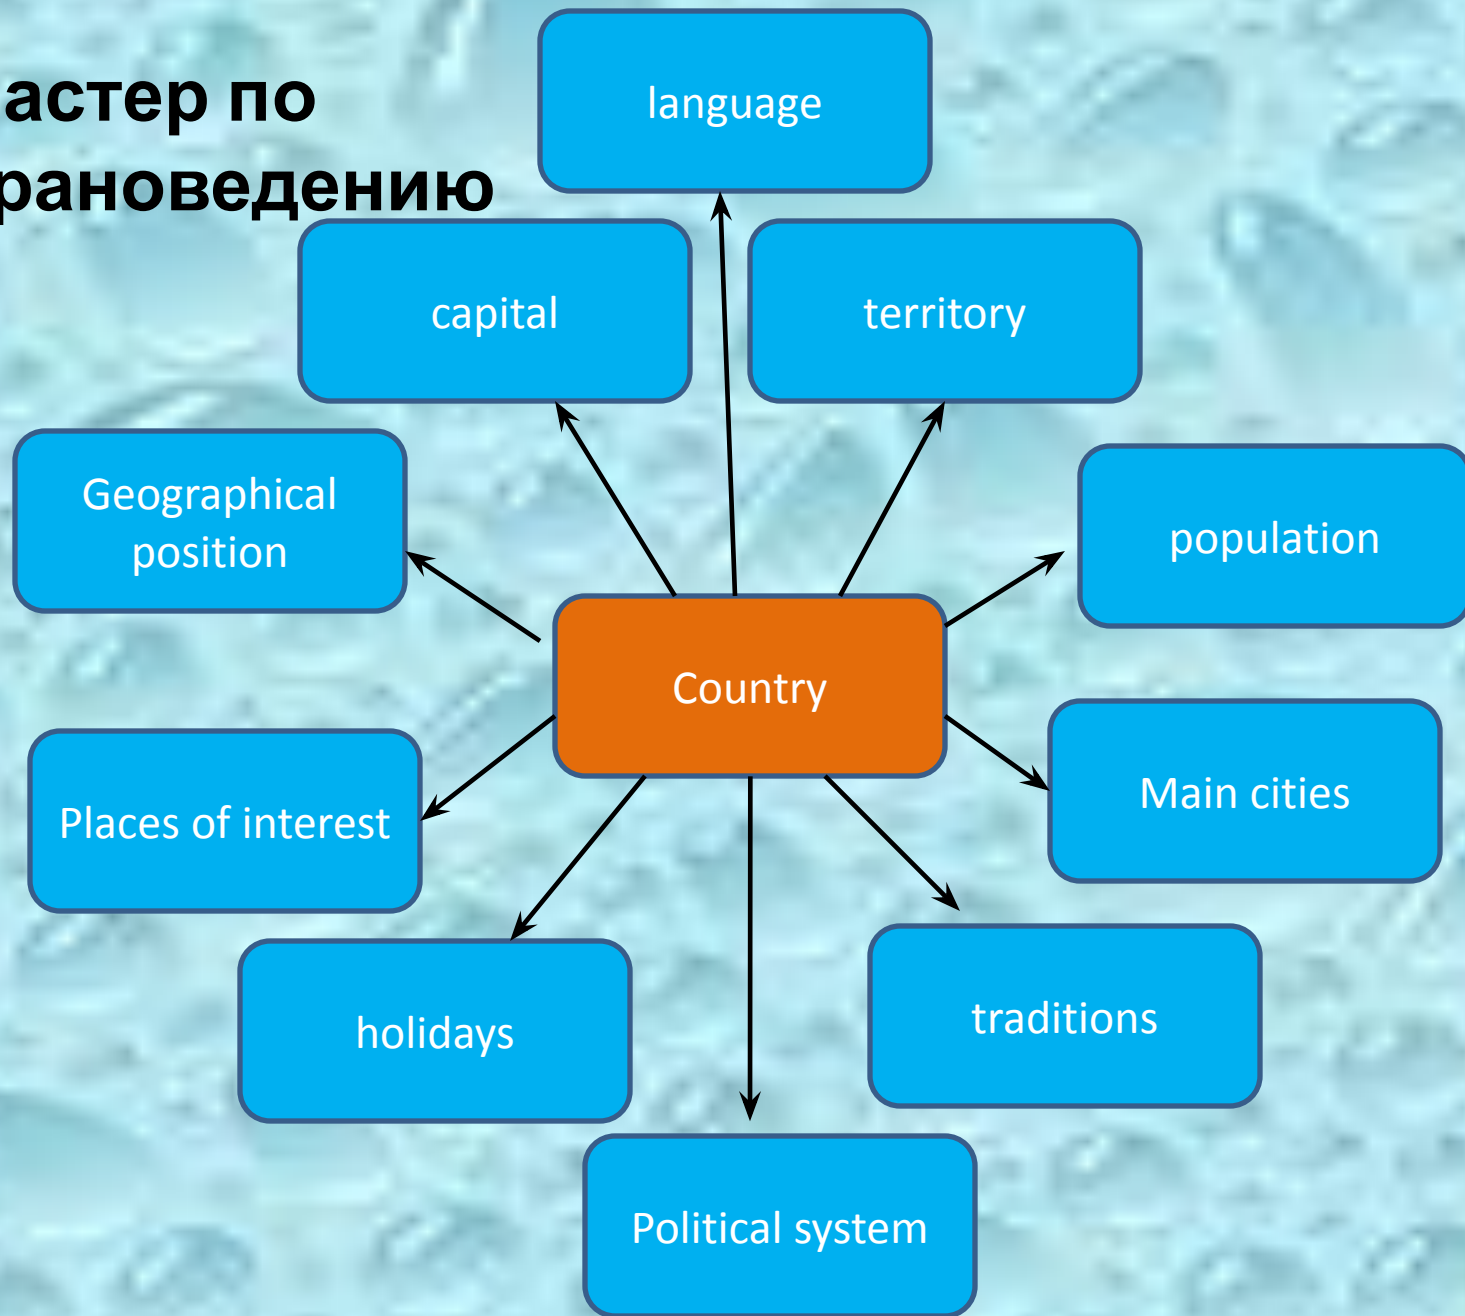 астер по
рановедению
language
capital
territory
Geographical
position
population
Country
Places of interest
Main cities
holidays
traditions
Political system